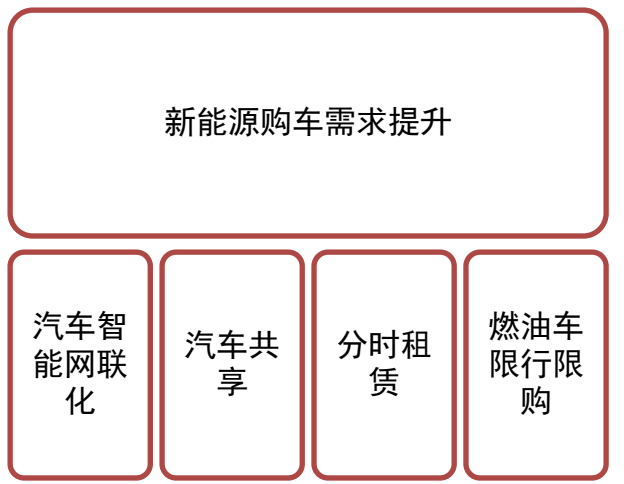 新能源购车需求提升
汽车智
能网联
化
汽车共
享
分时租
赁
燃油车
限行限
购